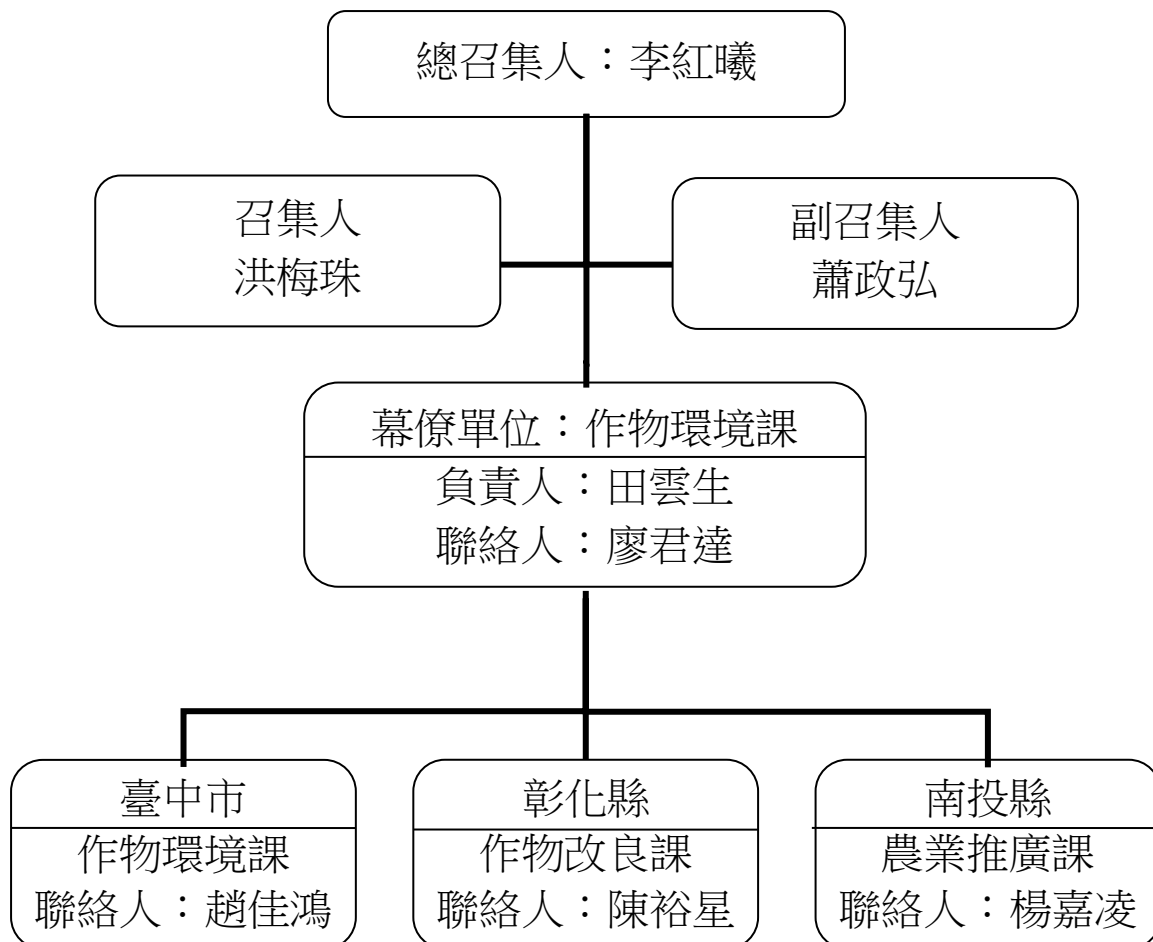 總召集人：李紅曦
召集人
洪梅珠
副召集人
蕭政弘
幕僚單位：作物環境課
負責人：田雲生
聯絡人：廖君達
臺中市
作物環境課
聯絡人：趙佳鴻
彰化縣
作物改良課
聯絡人：陳裕星
南投縣
農業推廣課
聯絡人：楊嘉凌